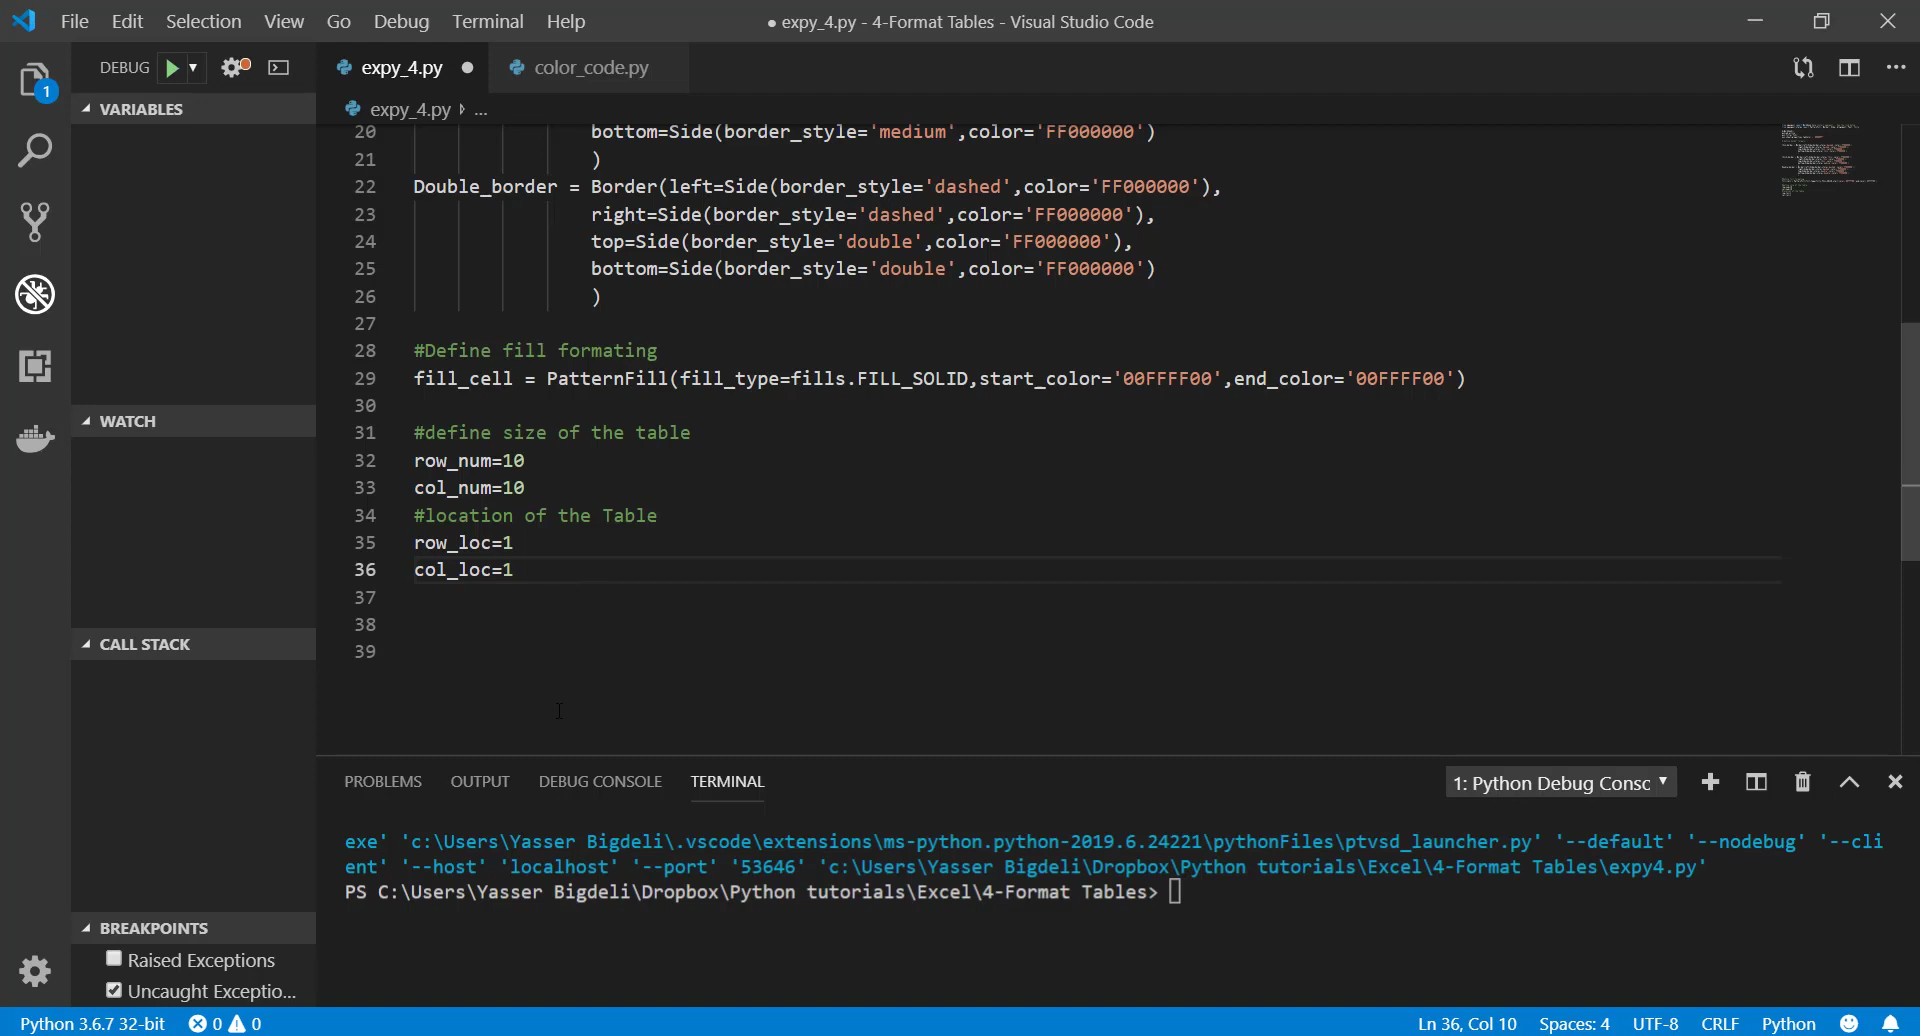 File Edit Selection View Go Debug Terminal Help
● expy_4.py - 4-Format Tables - Visual Studio Code
DEBUG
expy_4.py ●
color_code.py
1
VARIABLES
expy_4.py ...
20 bottom=Side(border_style='medium',color='FF000000')
21 )
22 Double_border = Border(left=Side(border_style='dashed',color='FF000000'),
23 right=Side(border_style='dashed',color='FF000000'),
24 top=Side(border_style='double',color='FF000000'),
25 bottom=Side(border_style='double',color='FF000000')
26 )
27
28 #Define fill formating
29 fill_cell = PatternFill(fill_type=fills.FILL_SOLID,start_color='00FFFF00',end_color='00FFFF00')
30
31 #define size of the table
32 row_num=10
33 col_num=10
34 #location of the Table
35 row_loc=1
36 col_loc=1
37
38
39
WATCH
CALL STACK
BREAKPOINTS
Raised Exceptions
Uncaught Exceptio...
PROBLEMS OUTPUT DEBUG CONSOLE TERMINAL
1: Python Debug Consc
exe' 'c:\Users\Yasser Bigdeli\.vscode\extensions\ms-python.python-2019.6.24221\pythonFiles\ptvsd_launcher.py' '--default' '--nodebug' '--cli
ent' '--host' 'localhost' '--port' '53646' 'c:\Users\Yasser Bigdeli\Dropbox\Python tutorials\Excel\4-Format Tables\expy4.py'
PS C:\Users\Yasser Bigdeli\Dropbox\Python tutorials\Excel\4-Format Tables>
Python 3.6.7 32-bit 0 0
Ln 36, Col 10 Spaces: 4 UTF-8 CRLF Python